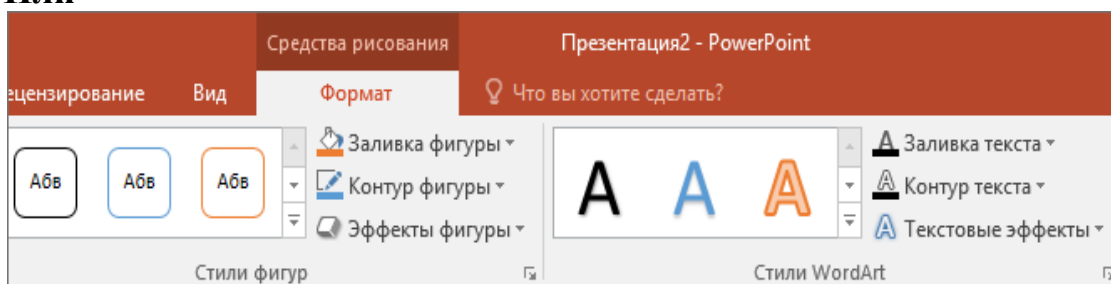 Или
Средства рисования
Презентация2 - PowerPoint
ецензирование Вид Формат Что вы хотите сделать?
Абв Абв Абв
Заливка фигуры
Контур фигуры
Эффекты фигуры
Стили фигур
A A A
Заливка текста
Контур текста
Текстовые эффекты
Стили WordArt